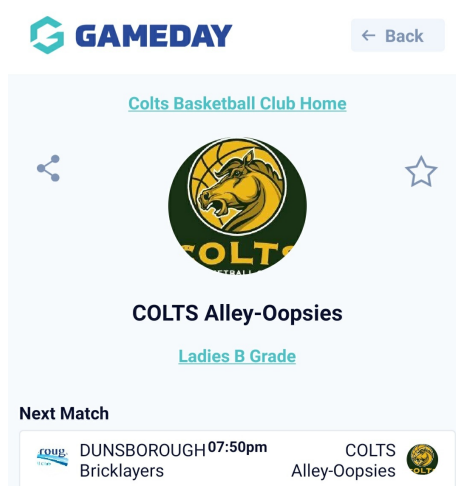 GAMEDAY
← Back
Colts Basketball Club Home
COLTS
COLTS Alley-Oopsies
Ladies B Grade
Next Match
roug.
DUNSBOROUGH 07:50pm COLTS
Bricklayers Alley-Oopsies